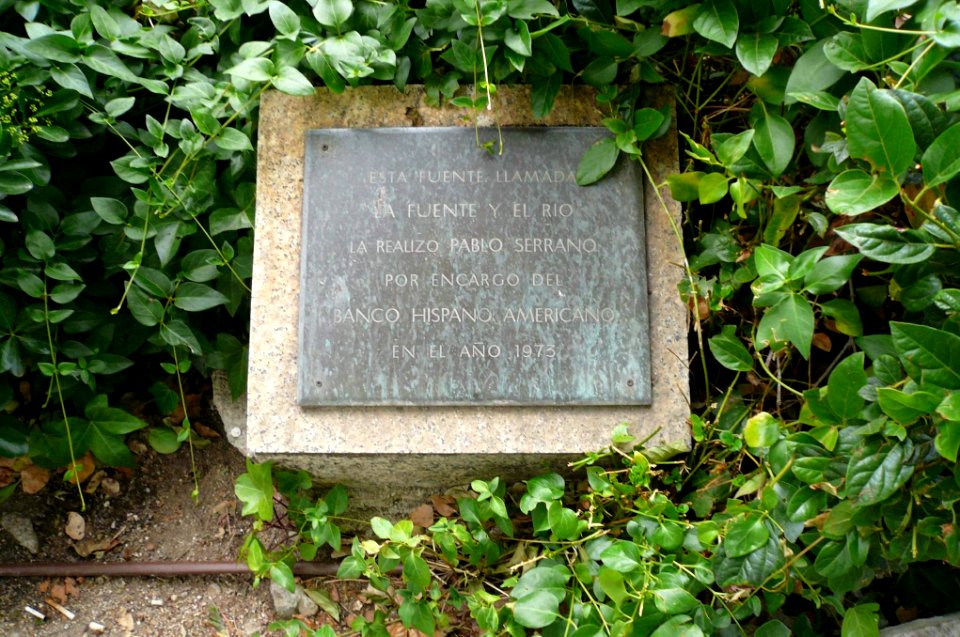 ESTA FUENTE LLAMADA
LA FUENTE Y EL RIO
LA REALIZO PABLO SERRANO
POR ENCARGO DEL
BANCO HISPANO AMERICANO
EN EL AÑO 1973